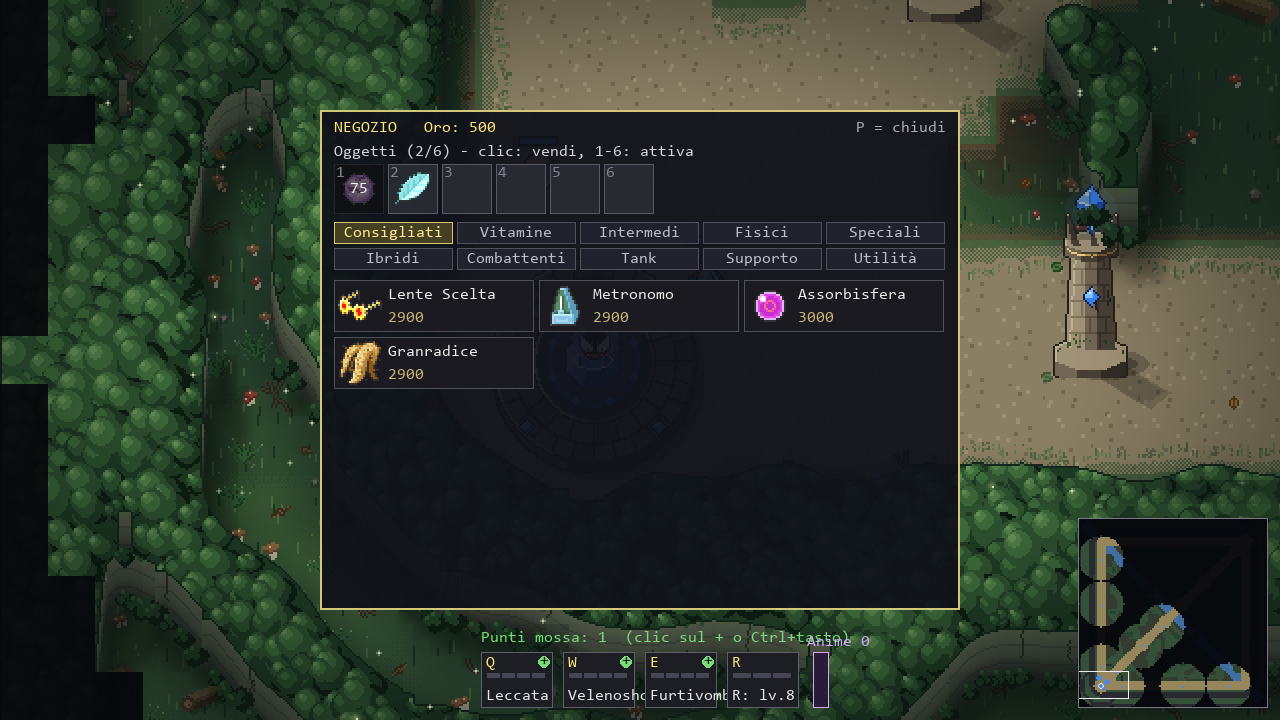 NEGOZIO Oro: 500 P = chiudi
Oggetti (2/6) - clic: vendi, 1-6: attiva
1 2 3 4 5 6
75
Consigliati Vitamine Intermedi Fisici Speciali
Ibridi Combattenti Tank Supporto Utilità
Lente Scelta Metronomo Assorbisfera
2900 2900 3000
Granradice
2900
Punti mossa: 1 (clic sul + o Ctrl+tasto)
Anime 0
Q W E R
Leccata Velenosho Furtivomb R: lv.8